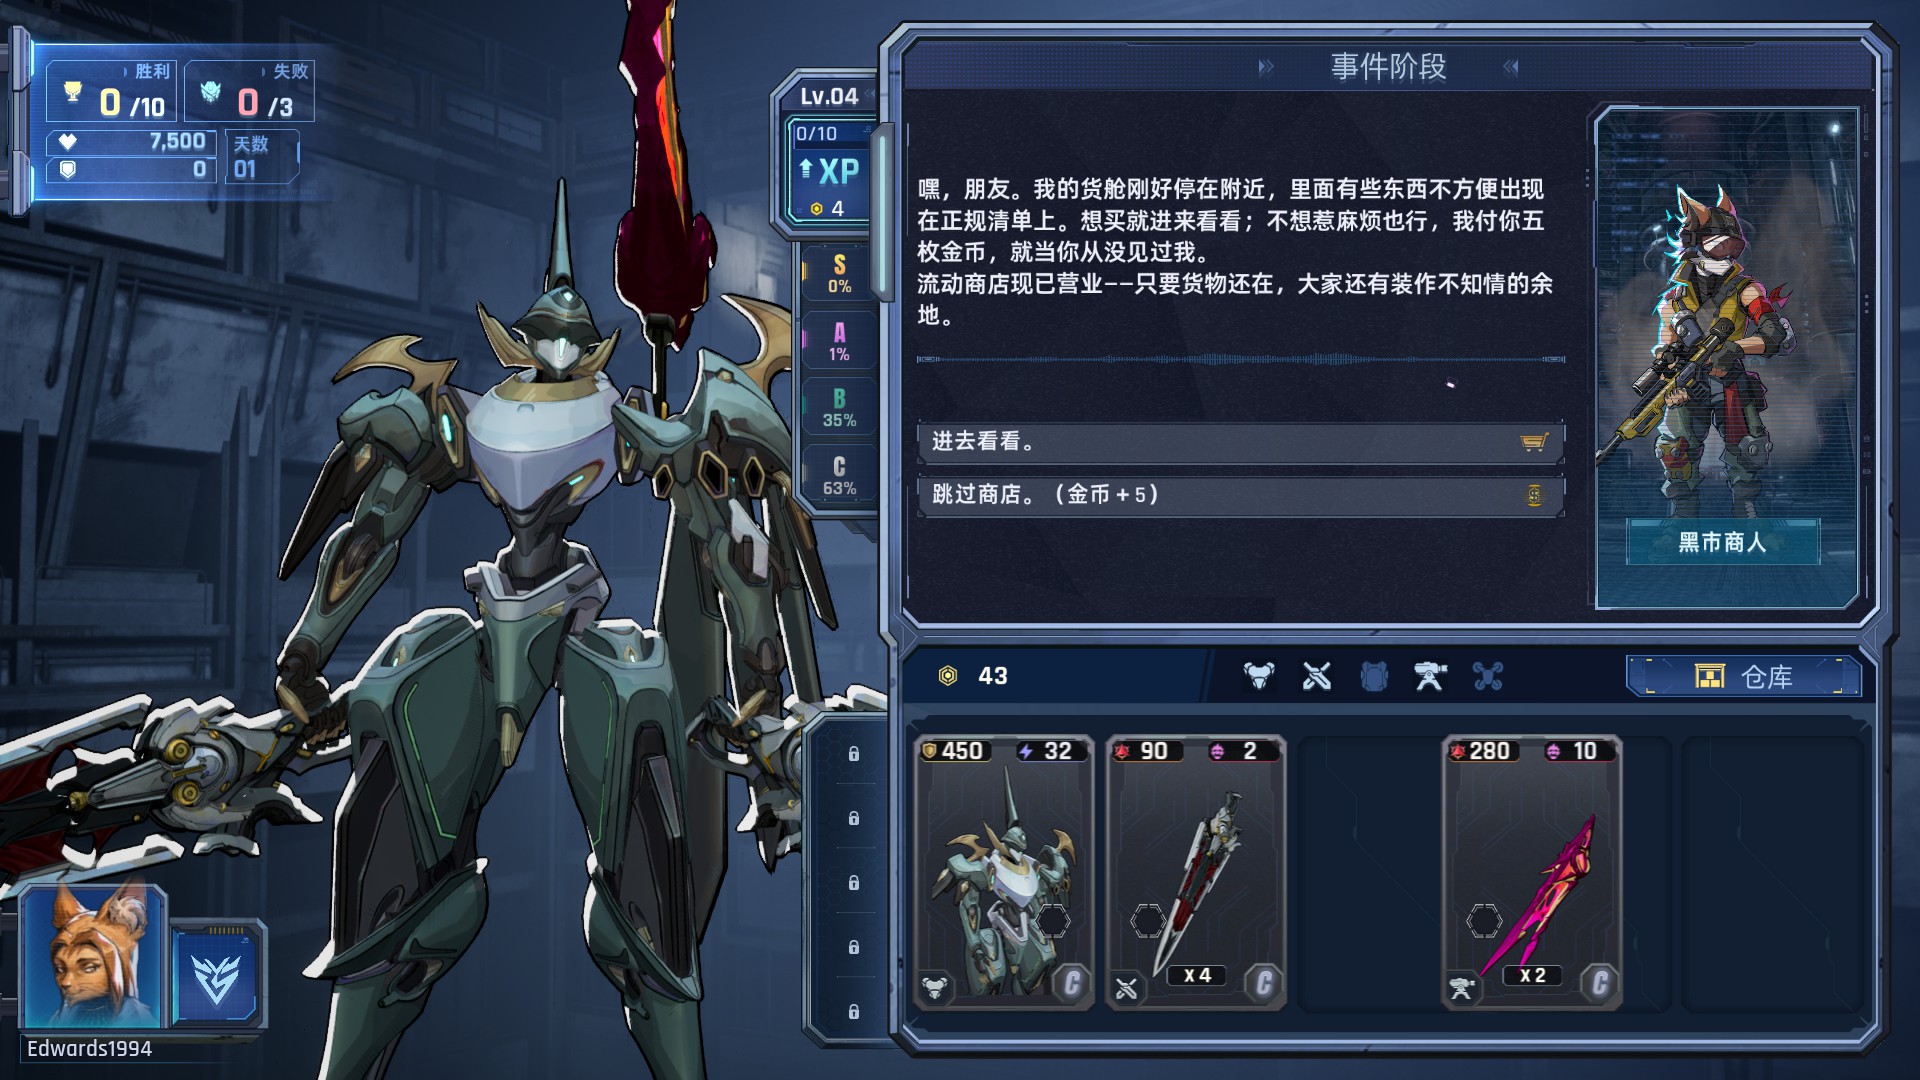 胜利
0 /10
失败
0 /3
7,500
0
天数
01
Lv.04
0/10
XP
4
S
0%
A
1%
B
35%
C
63%
事件阶段
嘿，朋友。我的货舱刚好停在附近，里面有些东西不方便出现
在正规清单上。想买就进来看看；不想惹麻烦也行，我付你五
枚金币，就当你从没见过我。
流动商店现已营业——只要货物还在，大家还有装作不知情的余
地。
进去看看。
跳过商店。（金币+5）
黑市商人
43
仓库
450
32
90
2
280
10
C
x4
C
x2
C
Edwards1994